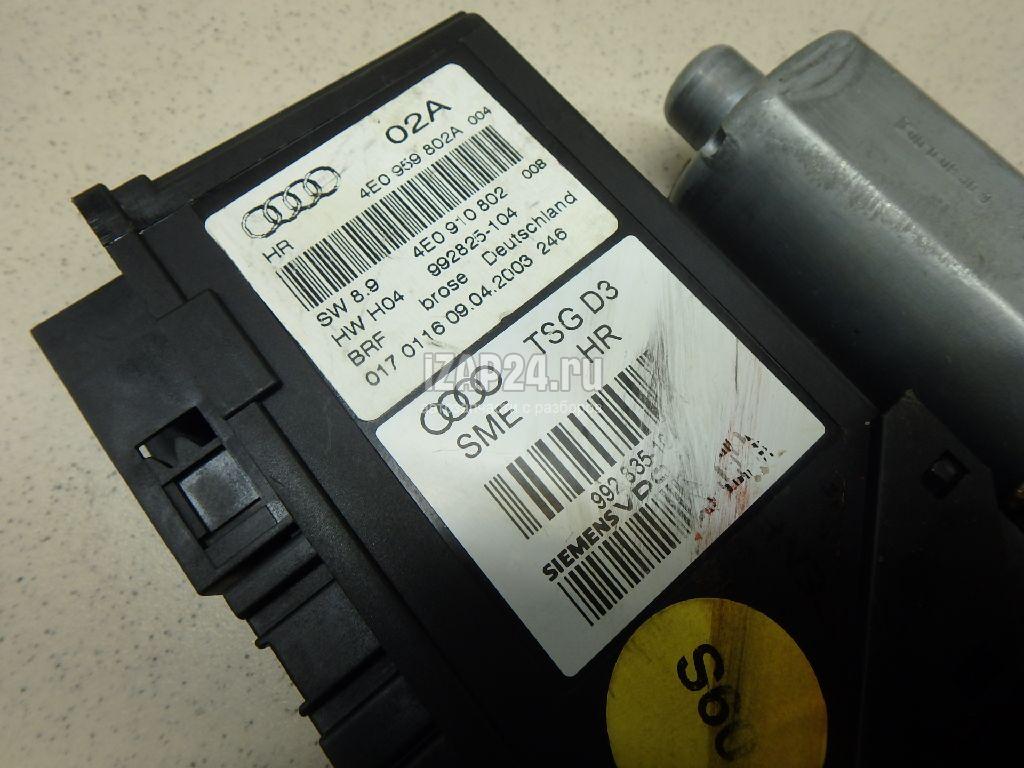 02A
4E0 959 802A 004
HR
4E0 910 802 008
SW 8.9 992825-104
HW H04 brose Deutschland
BRF
017 0116 09.04.2003 246
IZAP24.ru
TSG D3
SME HR
SIEMENS
S60